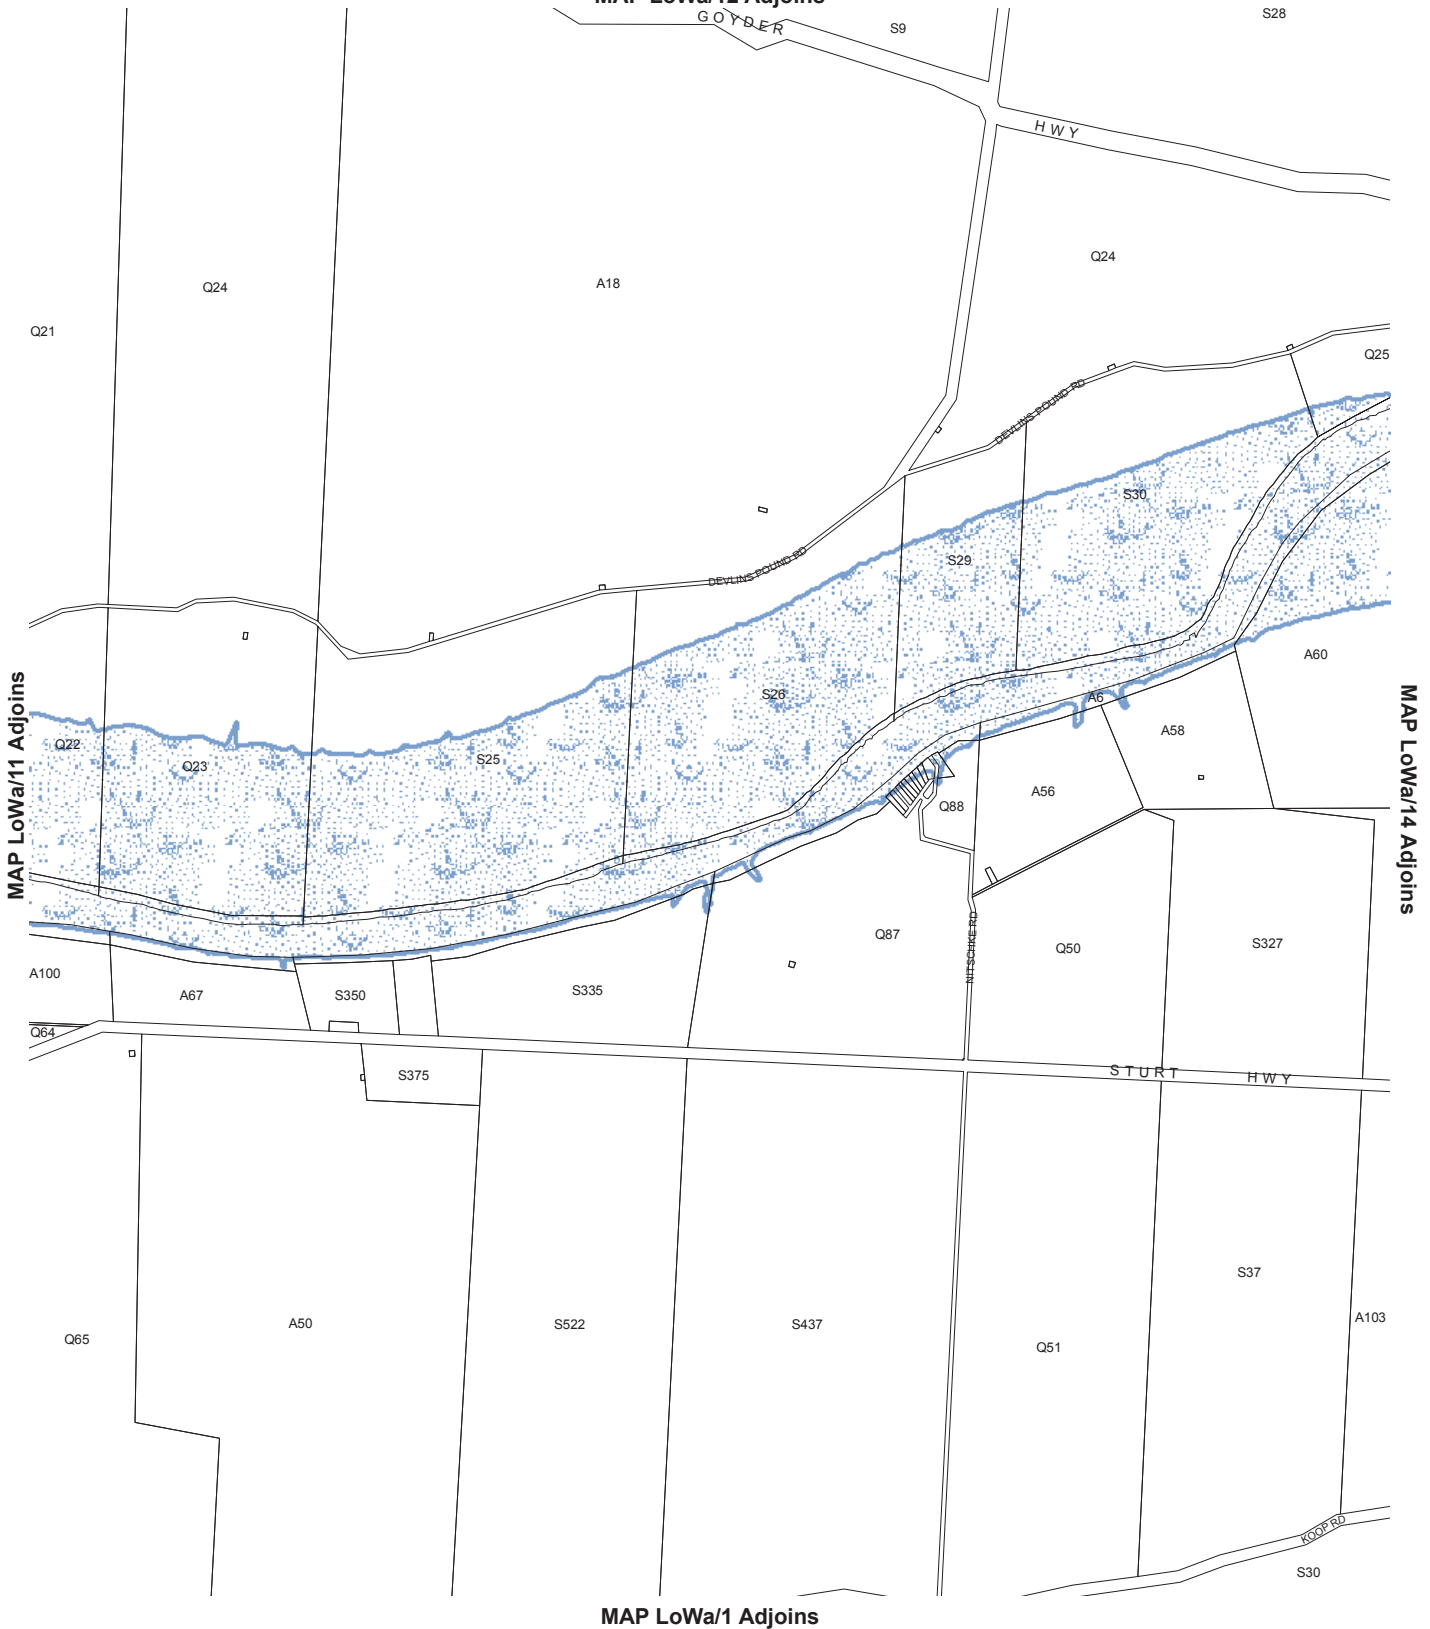 MAP LoWa/12 Adjoins
GOYDER
S9
S28
HWY
Q24
A18
Q24
Q21
Q25
DEVLINS POUND RD
S30
DEVLINS POUND RD
S29
A60
S26
A6
A58
Q22
Q23
S25
A56
Q88
MAP LoWa/11 Adjoins
MAP LoWa/14 Adjoins
Q87
NITSCHKE RD
Q50
S327
A100
A67
S350
S335
Q64
S375
STURT HWY
S37
A103
A50
S522
S437
Q65
Q51
KOOP RD
S30
MAP LoWa/1 Adjoins